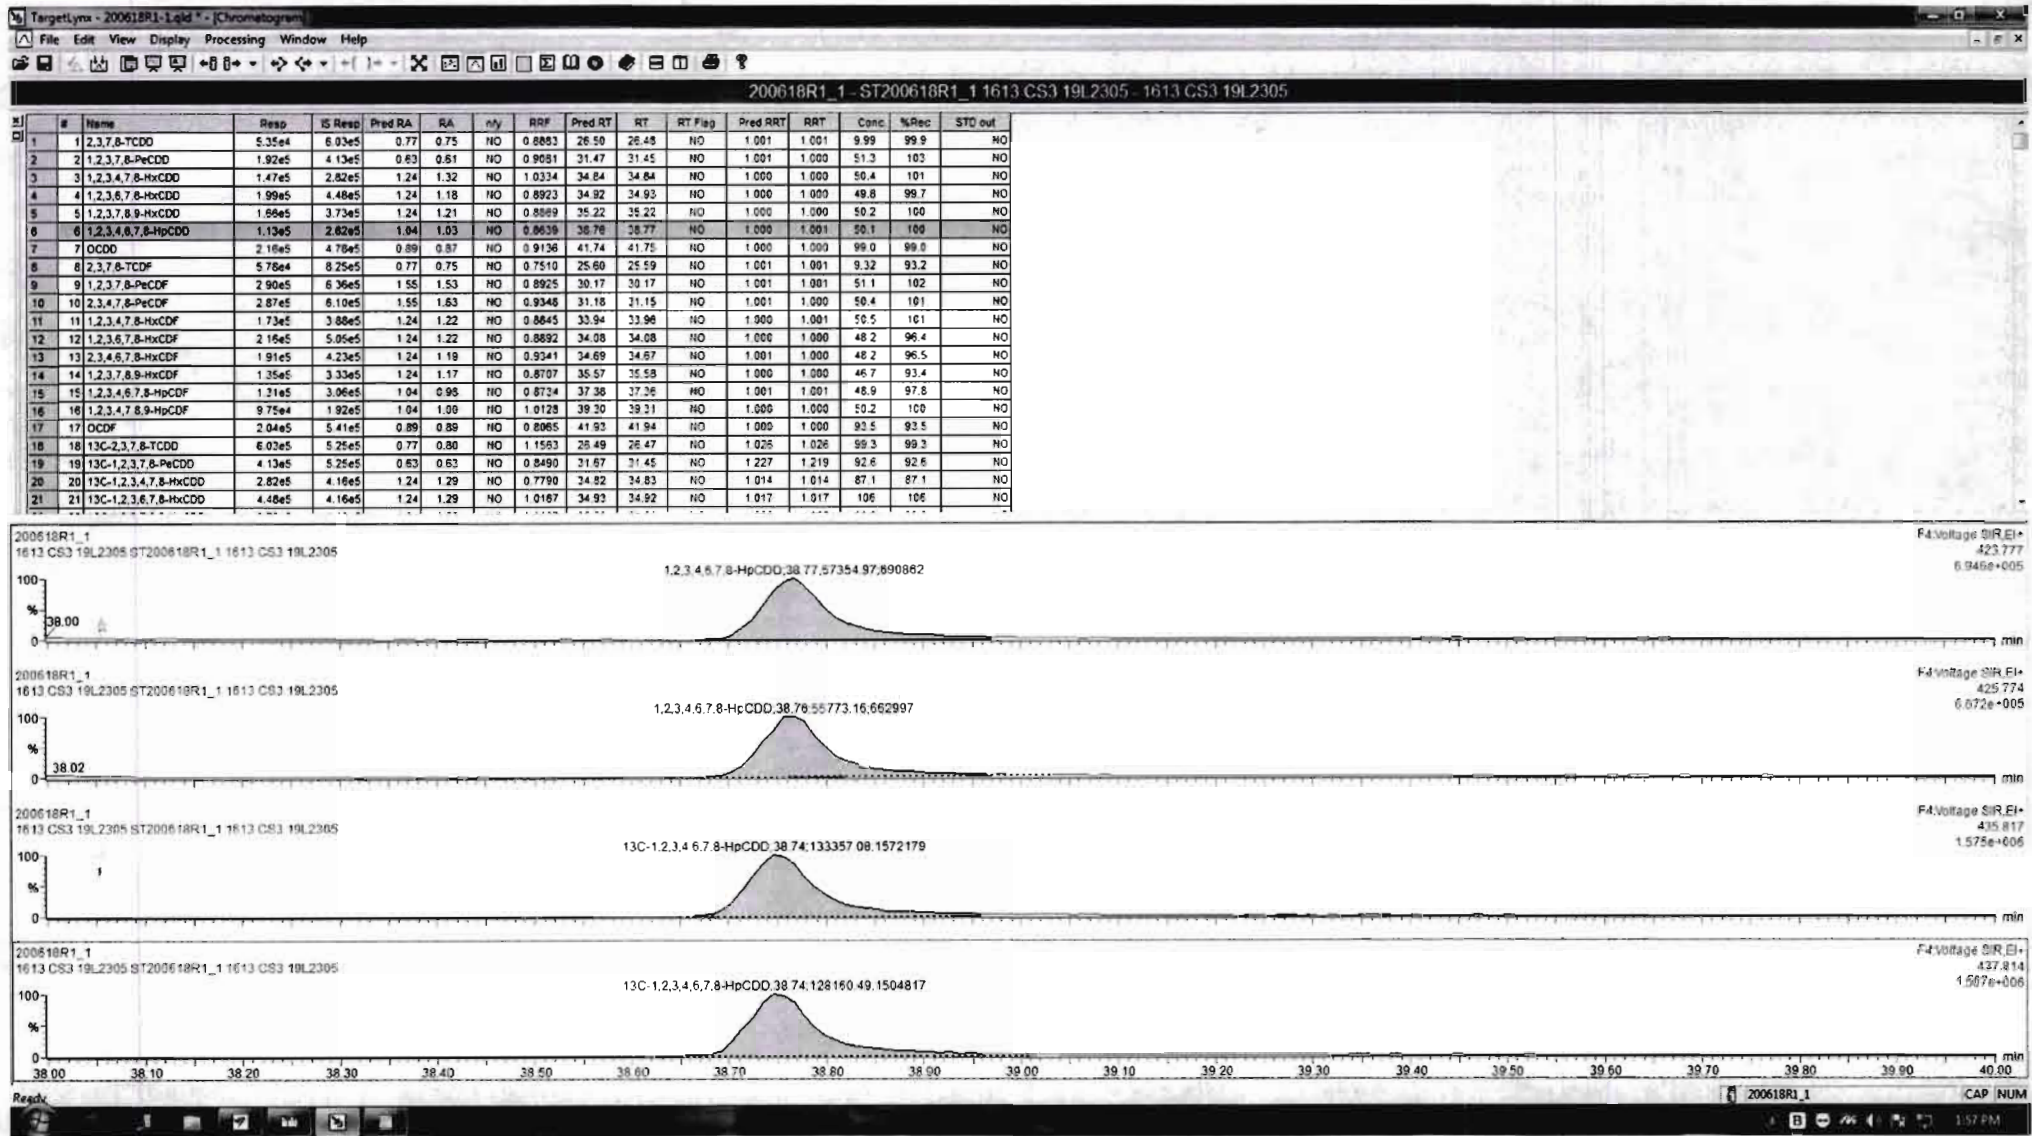 TargetLynx - 200618R1-1.qld * - [Chromatogram]
File Edit View Display Processing Window Help
200618R1_1 - ST200618R1_1 1613 CS3 19L2305 - 1613 CS3 19L2305
# Name Resp IS Resp Pred RA RA n/y RRF Pred RT RT RT Flag Pred RRT RRT Conc %Rec STD out
1 1 2,3,7,8-TCDD 5.35e4 6.03e5 0.77 0.75 NO 0.8883 26.50 26.48 NO 1.001 1.001 9.99 99.9 NO
2 2 1,2,3,7,8-PeCDD 1.92e5 4.13e5 0.63 0.61 NO 0.9081 31.47 31.45 NO 1.001 1.000 51.3 103 NO
3 3 1,2,3,4,7,8-HxCDD 1.47e5 2.82e5 1.24 1.32 NO 1.0334 34.84 34.84 NO 1.000 1.000 50.4 101 NO
4 4 1,2,3,6,7,8-HxCDD 1.99e5 4.48e5 1.24 1.18 NO 0.8923 34.92 34.93 NO 1.000 1.000 49.8 99.7 NO
5 5 1,2,3,7,8,9-HxCDD 1.66e5 3.73e5 1.24 1.21 NO 0.8869 35.22 35.22 NO 1.000 1.000 50.2 100 NO
6 6 1,2,3,4,6,7,8-HpCDD 1.13e5 2.62e5 1.04 1.03 NO 0.8639 38.76 38.77 NO 1.000 1.001 50.1 100 NO
7 7 OCDD 2.16e5 4.78e5 0.89 0.87 NO 0.9136 41.74 41.75 NO 1.000 1.000 99.0 99.0 NO
8 8 2,3,7,8-TCDF 5.78e4 8.25e5 0.77 0.75 NO 0.7510 25.60 25.59 NO 1.001 1.001 9.32 93.2 NO
9 9 1,2,3,7,8-PeCDF 2.90e5 6.36e5 1.55 1.53 NO 0.8925 30.17 30.17 NO 1.001 1.001 51.1 102 NO
10 10 2,3,4,7,8-PeCDF 2.87e5 6.10e5 1.55 1.63 NO 0.9348 31.18 31.15 NO 1.001 1.000 50.4 101 NO
11 11 1,2,3,4,7,8-HxCDF 1.73e5 3.88e5 1.24 1.22 NO 0.8845 33.94 33.96 NO 1.000 1.001 50.5 101 NO
12 12 1,2,3,6,7,8-HxCDF 2.16e5 5.05e5 1.24 1.22 NO 0.8892 34.08 34.08 NO 1.000 1.000 48.2 96.4 NO
13 13 2,3,4,6,7,8-HxCDF 1.91e5 4.23e5 1.24 1.19 NO 0.9341 34.69 34.67 NO 1.001 1.000 48.2 96.5 NO
14 14 1,2,3,7,8,9-HxCDF 1.35e5 3.33e5 1.24 1.17 NO 0.8707 35.57 35.58 NO 1.000 1.000 46.7 93.4 NO
15 15 1,2,3,4,6,7,8-HpCDF 1.31e5 3.06e5 1.04 0.98 NO 0.8734 37.38 37.36 NO 1.001 1.001 48.9 97.8 NO
16 16 1,2,3,4,7,8,9-HpCDF 9.75e4 1.92e5 1.04 1.00 NO 1.0128 39.30 39.31 NO 1.000 1.000 50.2 100 NO
17 17 OCDF 2.04e5 5.41e5 0.89 0.89 NO 0.8065 41.93 41.94 NO 1.000 1.000 93.5 93.5 NO
18 18 13C-2,3,7,8-TCDD 6.03e5 5.25e5 0.77 0.80 NO 1.1563 26.49 26.47 NO 1.026 1.026 99.3 99.3 NO
19 19 13C-1,2,3,7,8-PeCDD 4.13e5 5.25e5 0.63 0.63 NO 0.8490 31.67 31.45 NO 1.227 1.219 92.6 92.6 NO
20 20 13C-1,2,3,4,7,8-HxCDD 2.82e5 4.16e5 1.24 1.29 NO 0.7790 34.82 34.83 NO 1.014 1.014 87.1 87.1 NO
21 21 13C-1,2,3,6,7,8-HxCDD 4.48e5 4.16e5 1.24 1.29 NO 1.0167 34.93 34.92 NO 1.017 1.017 106 106 NO
200618R1_1 F4:Voltage SIR,EI+
1613 CS3 19L2305 ST200618R1_1 1613 CS3 19L2305 423.777
6.946e+005
1,2,3,4,6,7,8-HpCDD;38.77;57354.97;690862
100
%
38.00
0
min
200618R1_1 F4:Voltage SIR,EI+
1613 CS3 19L2305 ST200618R1_1 1613 CS3 19L2305 425.774
6.672e+005
1,2,3,4,6,7,8-HpCDD;38.76;55773.16;662997
100
%
38.02
0
min
200618R1_1 F4:Voltage SIR,EI+
1613 CS3 19L2305 ST200618R1_1 1613 CS3 19L2305 435.817
1.575e+006
13C-1,2,3,4,6,7,8-HpCDD;38.74;133357.08;1572179
100
%
0
min
200618R1_1 F4:Voltage SIR,EI+
1613 CS3 19L2305 ST200618R1_1 1613 CS3 19L2305 437.814
1.507e+006
13C-1,2,3,4,6,7,8-HpCDD;38.74;128160.49;1504817
100
%
0
min
38.00 38.10 38.20 38.30 38.40 38.50 38.60 38.70 38.80 38.90 39.00 39.10 39.20 39.30 39.40 39.50 39.60 39.70 39.80 39.90 40.00
Ready 200618R1_1 CAP NUM
1:57 PM